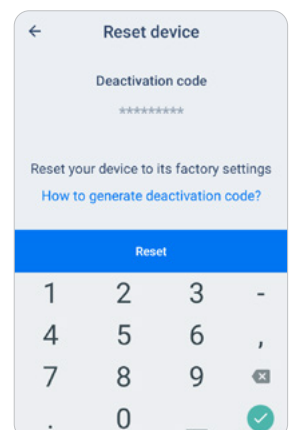 Reset device
Deactivation code
*********
Reset your device to its factory settings
How to generate deactivation code?
Reset
1 2 3 -
4 5 6 ,
7 8 9
. 0